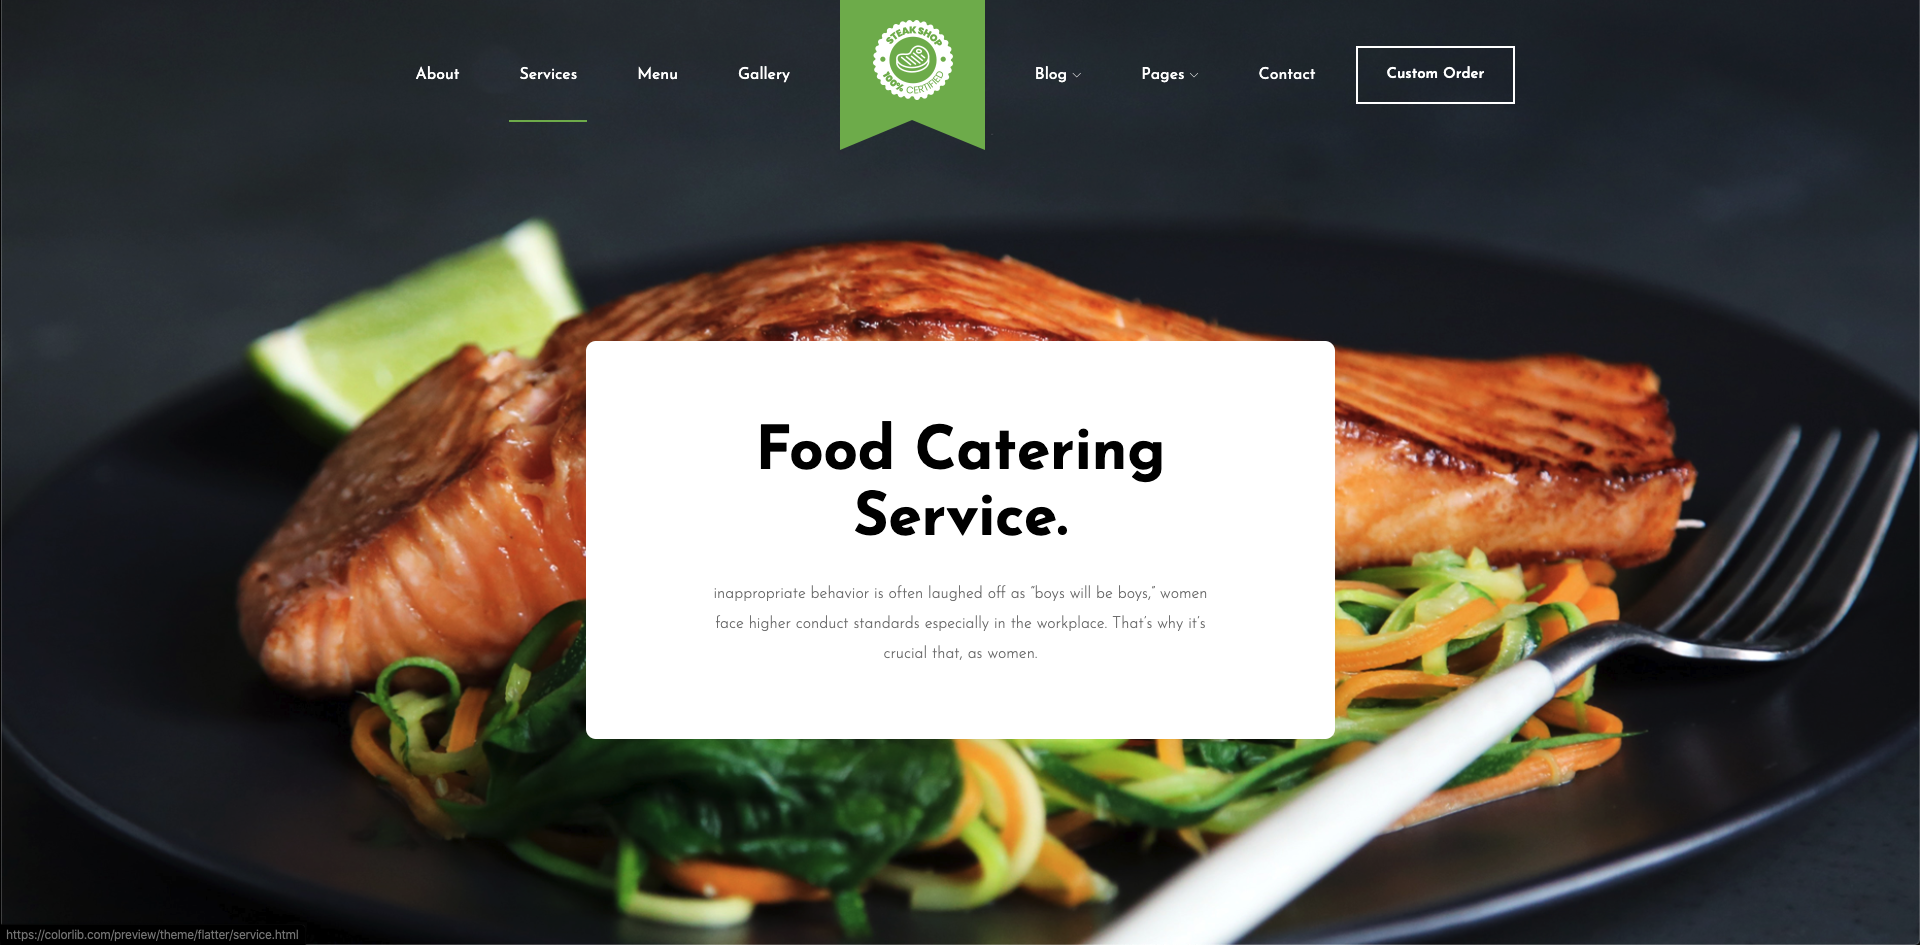 About
Services
Menu
Gallery
STEAK SHOP
100% CERTIFIED
Blog
Pages
Contact
Custom Order
Food Catering
Service.
inappropriate behavior is often laughed off as “boys will be boys,” women
face higher conduct standards especially in the workplace. That’s why it’s
crucial that, as women.
https://colorlib.com/preview/theme/flatter/service.html